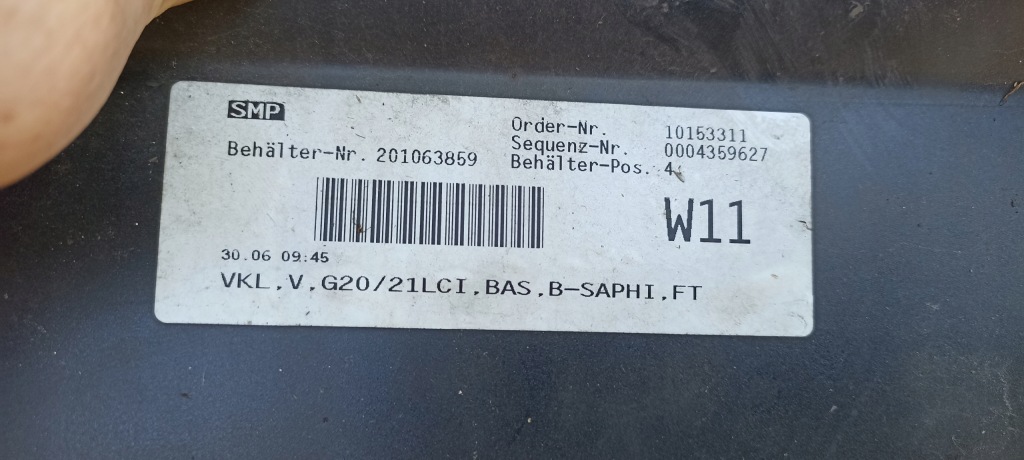 SMP
Order-Nr. 10153311
Sequenz-Nr. 0004359627
Behälter-Nr. 201063859
Behälter-Pos. 4
W11
30.06 09:45
VKL,V,G20/21LCI,BAS,B-SAPHI,FT